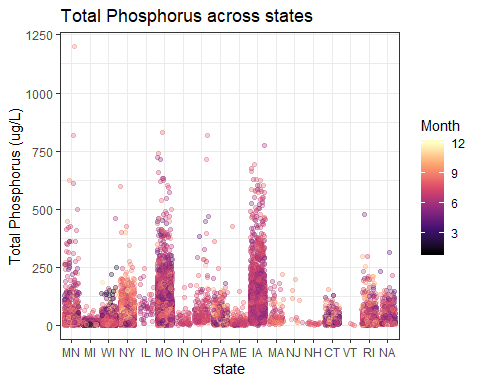 Total Phosphorus across states
Total Phosphorus (ug/L)
1250
1000
750
500
250
0
MN MI WI NY IL MO IN OH PA ME IA MA NJ NH CT VT RI NA
state
Month
12
9
6
3